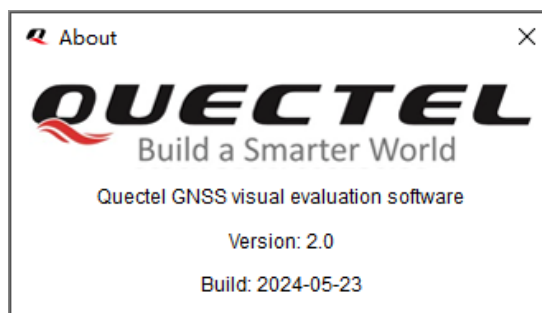 About
QUECTEL
Build a Smarter World
Quectel GNSS visual evaluation software
Version: 2.0
Build: 2024-05-23